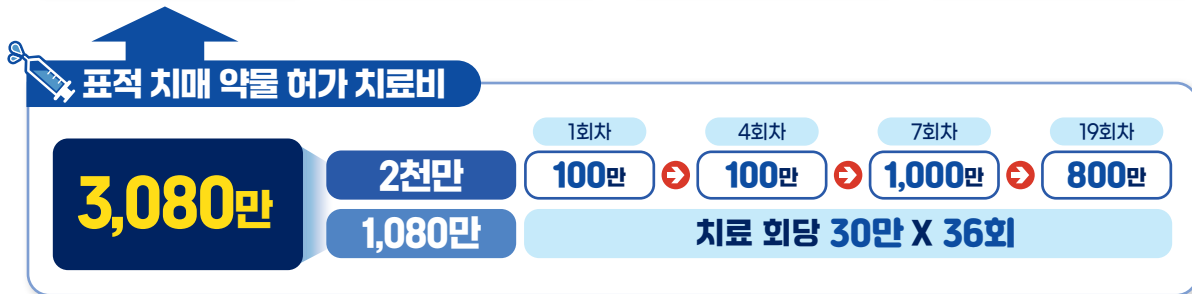 표적 치매 약물 허가 치료비
1회차 4회차 7회차 19회차
3,080만
2천만 100만 100만 1,000만 800만
1,080만 치료 회당 30만 X 36회